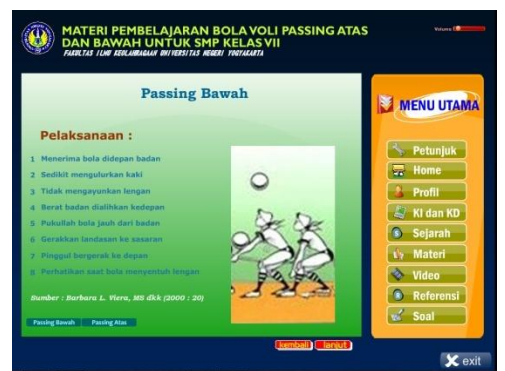 MATERI PEMBELAJARAN BOLA VOLI PASSING ATAS
DAN BAWAH UNTUK SMP KELAS VII
FAKULTAS ILMU KEOLAHRAGAAN UNIVERSITAS NEGERI YOGYAKARTA
Volume
Passing Bawah
Pelaksanaan :
1 Menerima bola didepan badan
2 Sedikit mengulurkan kaki
3 Tidak mengayunkan lengan
4 Berat badan dialihkan kedepan
5 Pukullah bola jauh dari badan
6 Gerakkan landasan ke sasaran
7 Pinggul bergerak ke depan
8 Perhatikan saat bola menyentuh lengan
Sumber : Barbara L. Viera, MS dkk (2000 : 20)
Passing Bawah Passing Atas
kembali lanjut
MENU UTAMA
Petunjuk
Home
Profil
KI dan KD
Sejarah
Materi
Video
Referensi
Soal
exit